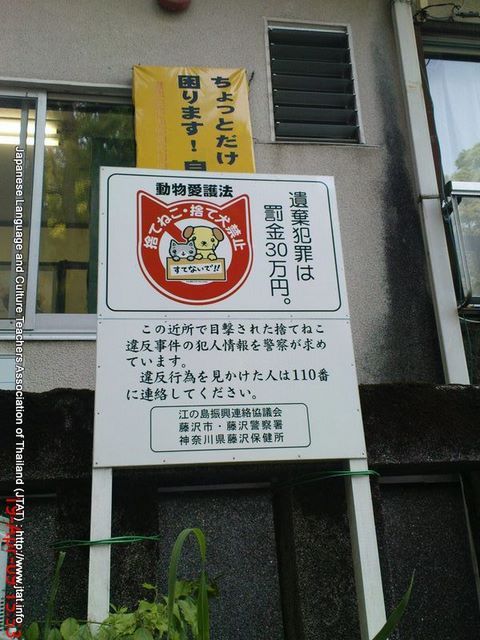 ちょっとだけ
困ります！自
動物愛護法
捨てねこ・捨て犬禁止
すてないで!!
遺棄犯罪は
罰金30万円。
この近所で目撃された捨てねこ
違反事件の犯人情報を警察が求め
ています。
違反行為を見かけた人は110番
に連絡してください。
江の島振興連絡協議会
藤沢市・藤沢警察署
神奈川県藤沢保健所
Japanese Language and Culture Teachers Association of Thailand (JTAT) : http://www.jtat.info